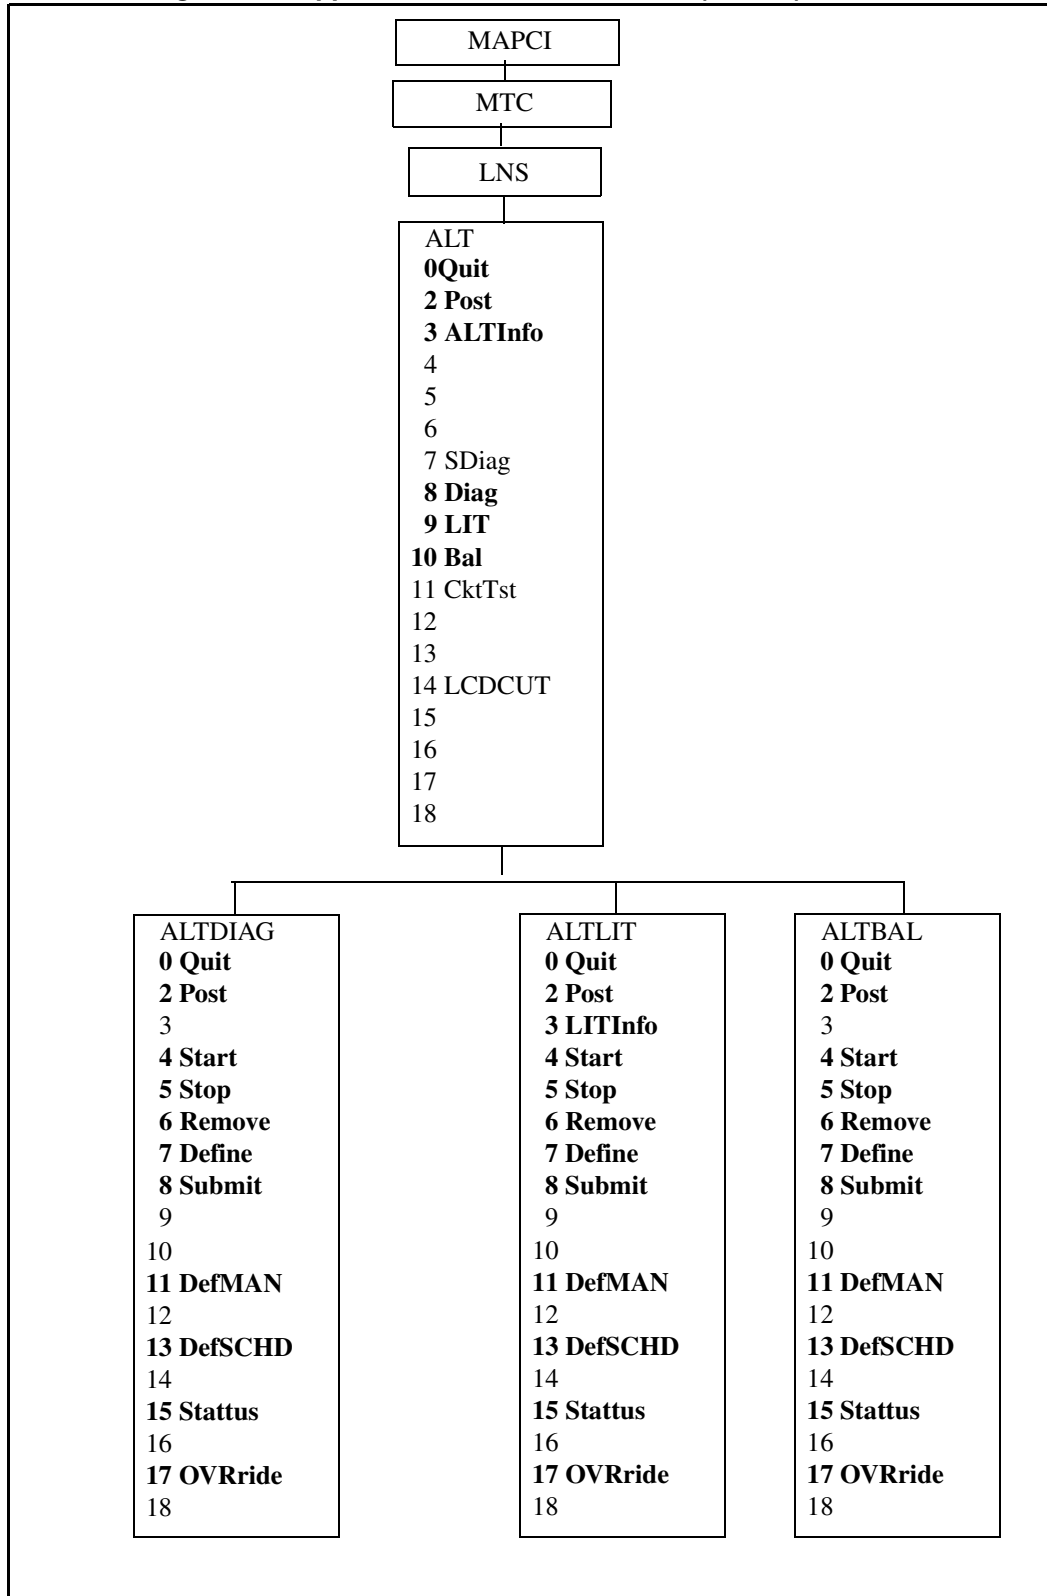 MAPCI
MTC
LNS
ALT
0Quit
2 Post
3 ALTInfo
4
5
6
7 SDiag
8 Diag
9 LIT
10 Bal
11 CktTst
12
13
14 LCDCUT
15
16
17
18
ALTDIAG
0 Quit
2 Post
3
4 Start
5 Stop
6 Remove
7 Define
8 Submit
9
10
11 DefMAN
12
13 DefSCHD
14
15 Stattus
16
17 OVRride
18
ALTLIT
0 Quit
2 Post
3 LITInfo
4 Start
5 Stop
6 Remove
7 Define
8 Submit
9
10
11 DefMAN
12
13 DefSCHD
14
15 Stattus
16
17 OVRride
18
ALTBAL
0 Quit
2 Post
3
4 Start
5 Stop
6 Remove
7 Define
8 Submit
9
10
11 DefMAN
12
13 DefSCHD
14
15 Stattus
16
17 OVRride
18